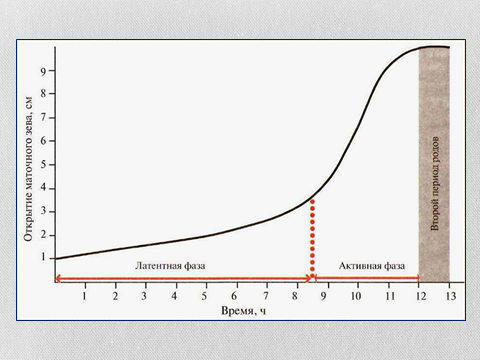 Открытие маточного зева, см
9
8
7
6
5
4
3
2
1
Латентная фаза
Активная фаза
Второй период родов
1 2 3 4 5 6 7 8 9 10 11 12 13
Время, ч